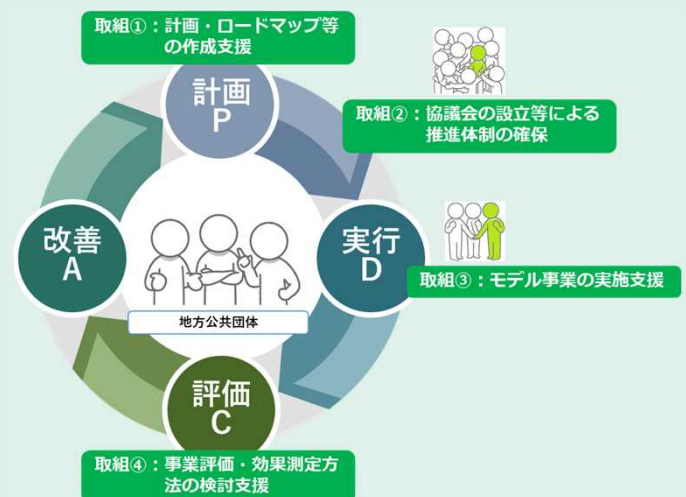 取組①：計画・ロードマップ等
の作成支援
計画
P
取組②：協議会の設立等による
推進体制の確保
改善
A
実行
D
取組③：モデル事業の実施支援
地方公共団体
評価
C
取組④：事業評価・効果測定方
法の検討支援